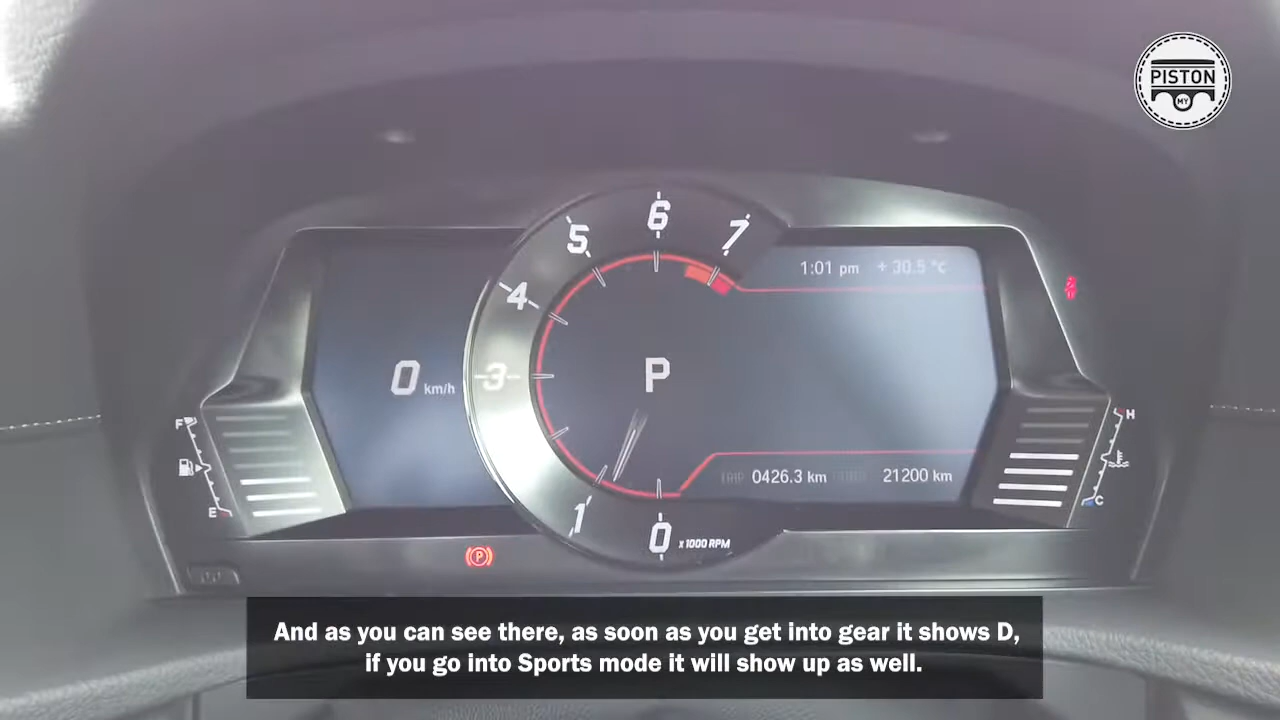 PISTON
MY
5
6
7
4
3
1
0
x1000 RPM
1:01 pm + 30.5 °C
0 km/h
P
F
E
H
C
TRIP 0426.3 km 21200 km
(P)
And as you can see there, as soon as you get into gear it shows D,
if you go into Sports mode it will show up as well.